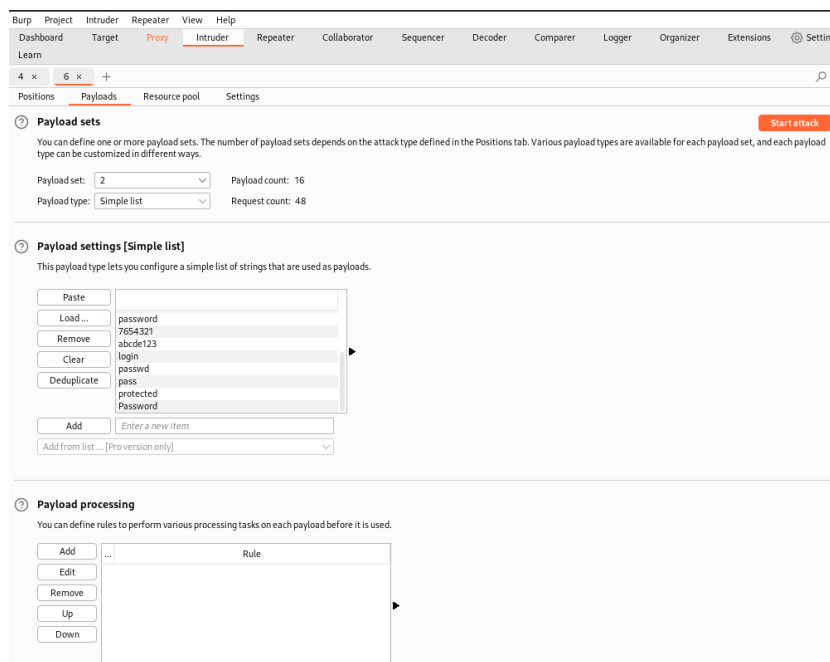 Burp Project Intruder Repeater View Help
Dashboard Target Proxy Intruder Repeater Collaborator Sequencer Decoder Comparer Logger Organizer Extensions Settin
Learn
4 × 6 × +
Positions Payloads Resource pool Settings
? Payload sets
Start attack
You can define one or more payload sets. The number of payload sets depends on the attack type defined in the Positions tab. Various payload types are available for each payload set, and each payload
type can be customized in different ways.
Payload set: 2 Payload count: 16
Payload type: Simple list Request count: 48
? Payload settings [Simple list]
This payload type lets you configure a simple list of strings that are used as payloads.
Paste
Load ...
Remove
Clear
Deduplicate
password
7654321
abcde123
login
passwd
pass
protected
Password
Add Enter a new item
Add from list ... [Pro version only]
? Payload processing
You can define rules to perform various processing tasks on each payload before it is used.
Add
Edit
Remove
Up
Down
... Rule